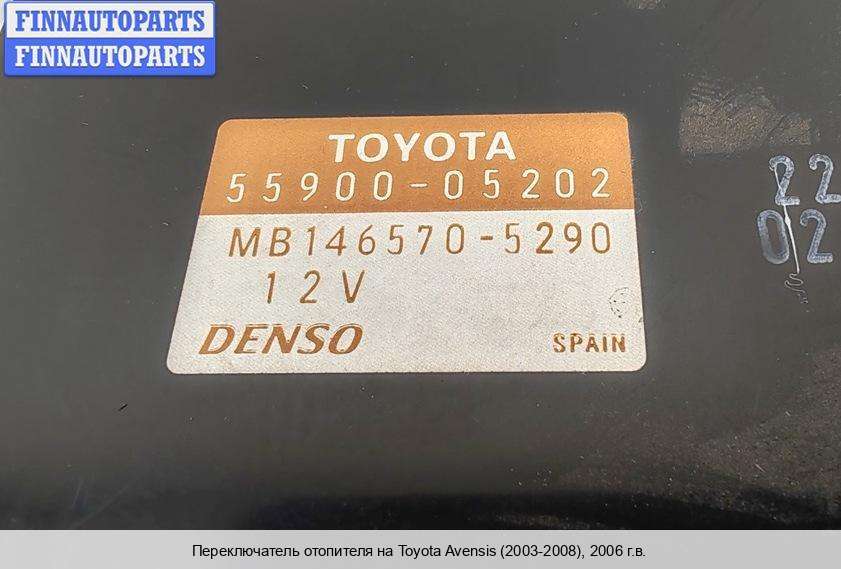 FINNAUTOPARTS
FINNAUTOPARTS
TOYOTA
55900-05202
MB146570-5290
12V
DENSO
SPAIN
22
02
Переключатель отопителя на Toyota Avensis (2003-2008), 2006 г.в.